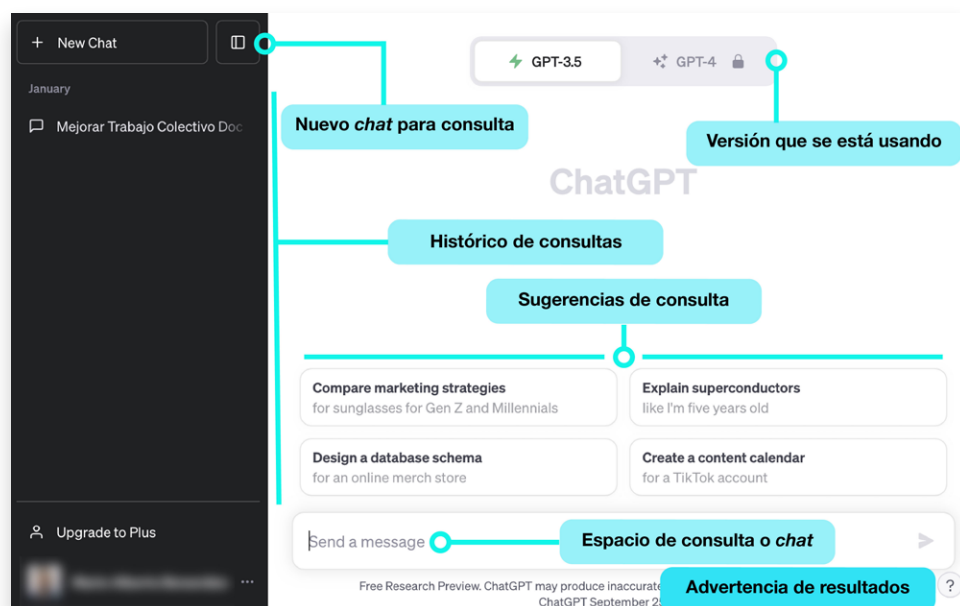 New Chat
January
Mejorar Trabajo Colectivo Doc
Upgrade to Plus
GPT-3.5
GPT-4
Nuevo chat para consulta
Versión que se está usando
ChatGPT
Histórico de consultas
Sugerencias de consulta
Compare marketing strategies
for sunglasses for Gen Z and Millennials
Explain superconductors
like I'm five years old
Design a database schema
for an online merch store
Create a content calendar
for a TikTok account
Send a message
Espacio de consulta o chat
Free Research Preview. ChatGPT may produce
Advertencia de resultados
?
ChatGPT September